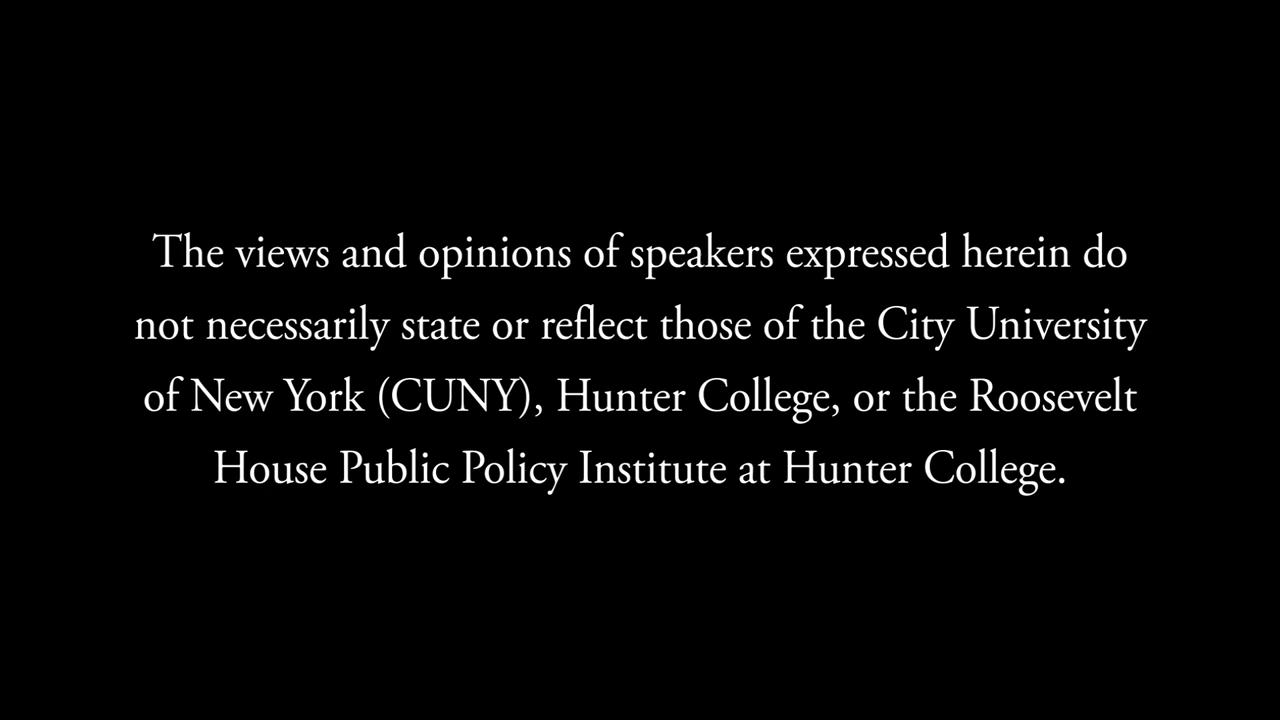 The views and opinions of speakers expressed herein do
not necessarily state or reflect those of the City University
of New York (CUNY), Hunter College, or the Roosevelt
House Public Policy Institute at Hunter College.